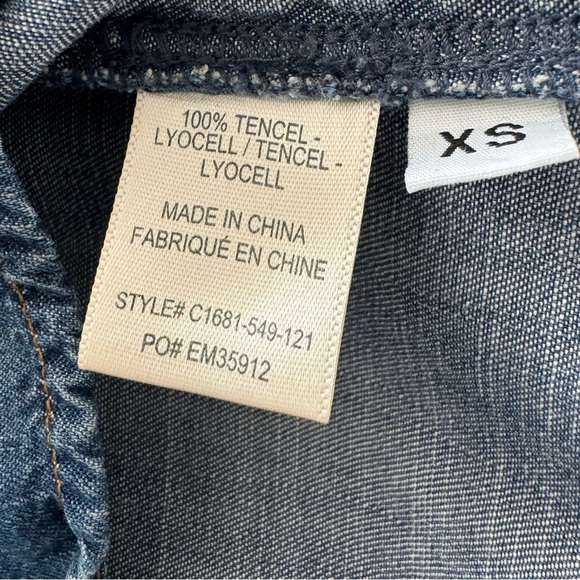 100% TENCEL -
LYOCELL / TENCEL -
LYOCELL
MADE IN CHINA
FABRIQUÉ EN CHINE
STYLE# C1681-549-121
PO# EM35912
XS